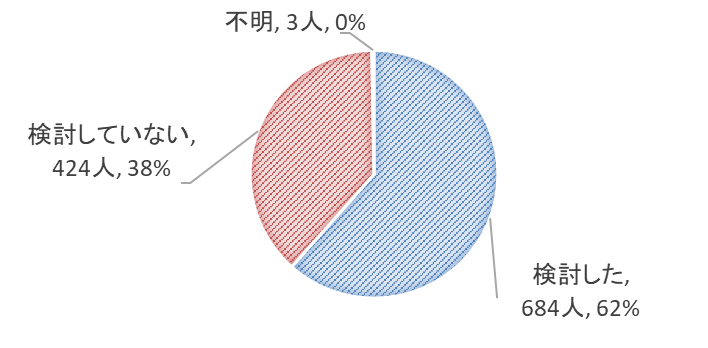 不明, 3人, 0%
検討していない,
424人, 38%
検討した,
684人, 62%